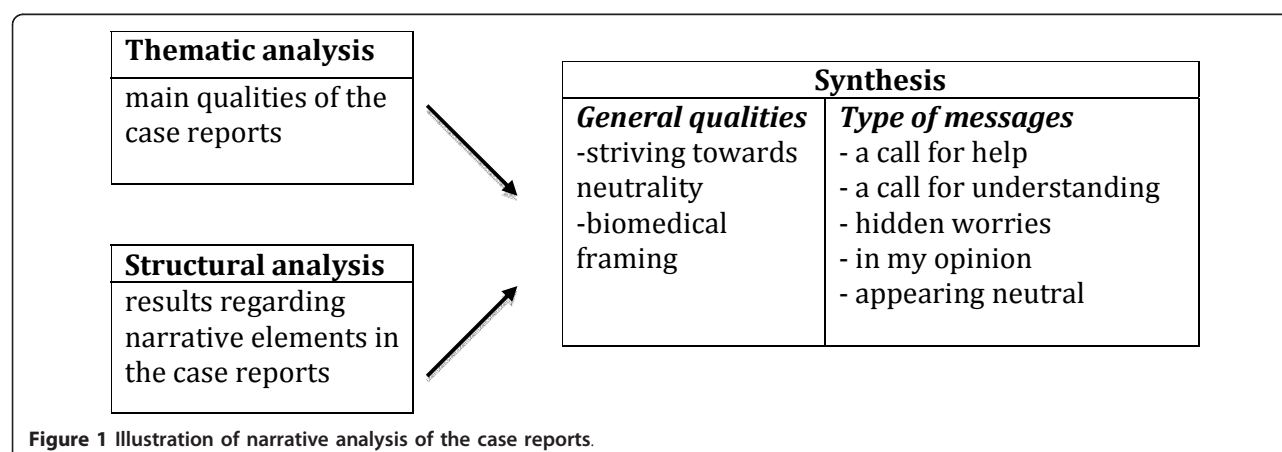 Thematic analysis
main qualities of the
case reports
Structural analysis
results regarding
narrative elements in
the case reports
Synthesis
General qualities
-striving towards
neutrality
-biomedical
framing
Type of messages
- a call for help
- a call for understanding
- hidden worries
- in my opinion
- appearing neutral
Figure 1 Illustration of narrative analysis of the case reports.